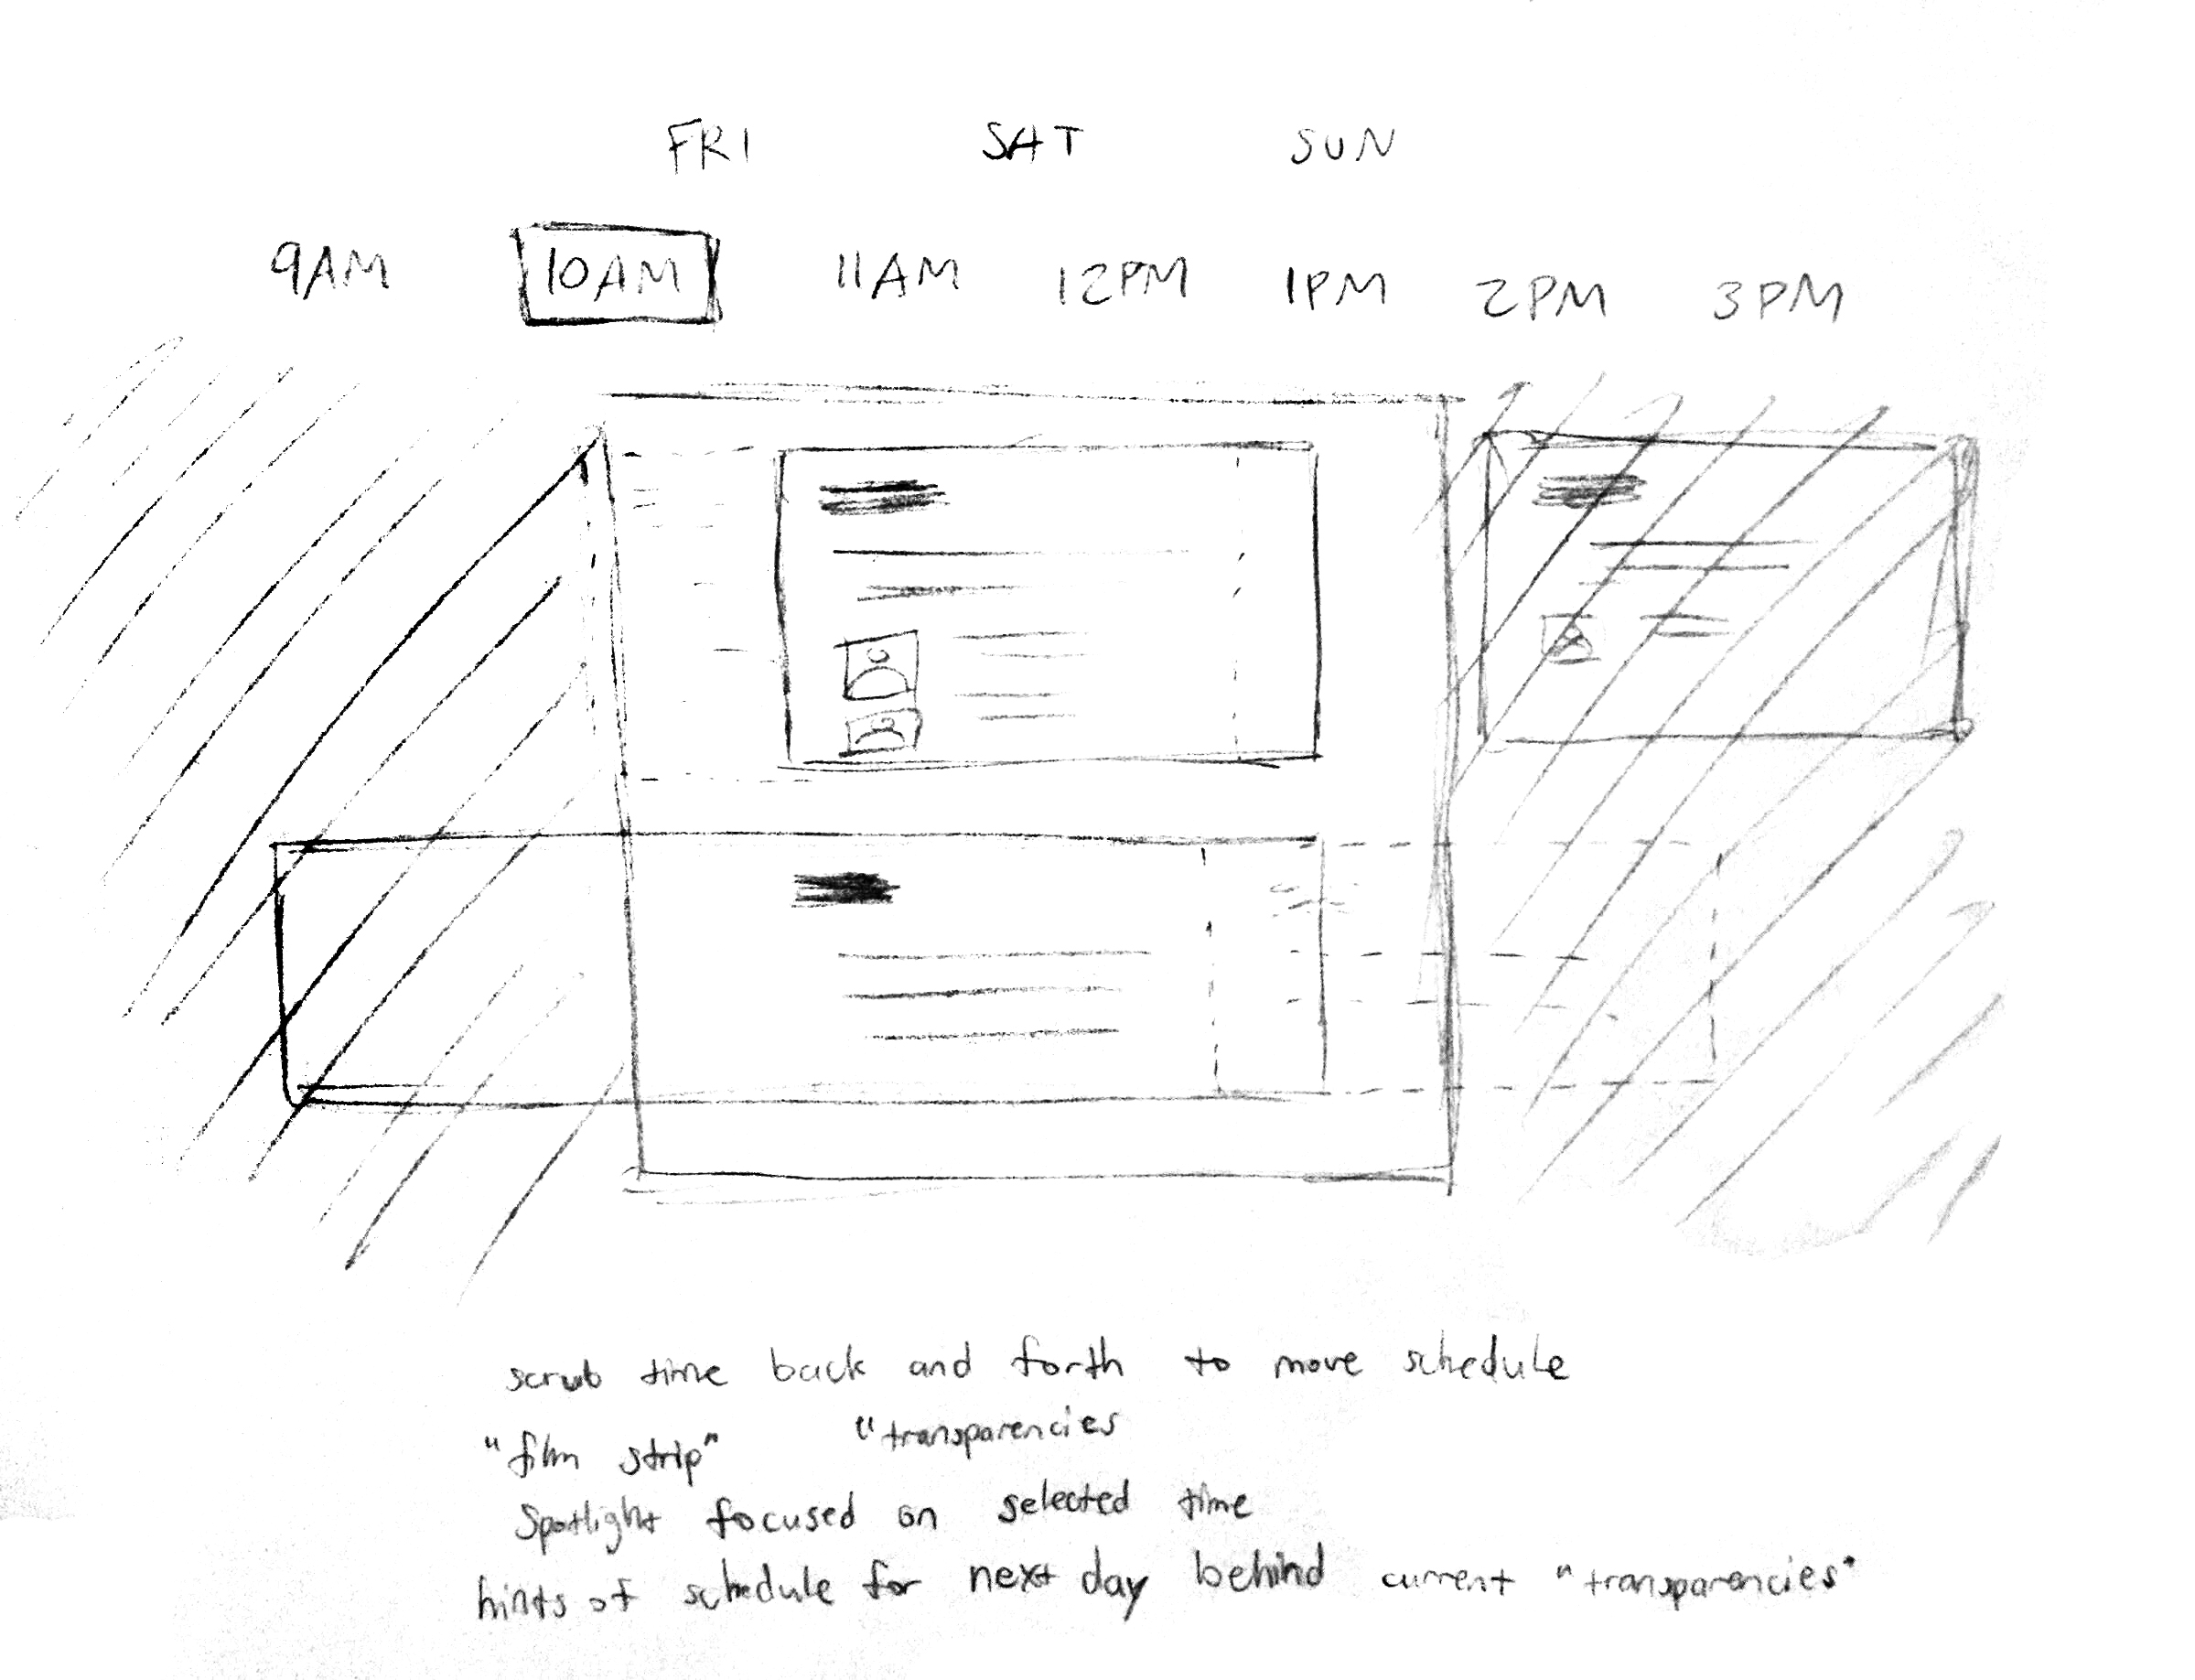 FRI SAT SUN
9AM 10AM 11AM 12PM 1PM 2PM 3PM
scrub time back and forth to move schedule
"film strip" "transparencies
Spotlight focused on selected time
hints of schedule for next day behind current "transparencies"